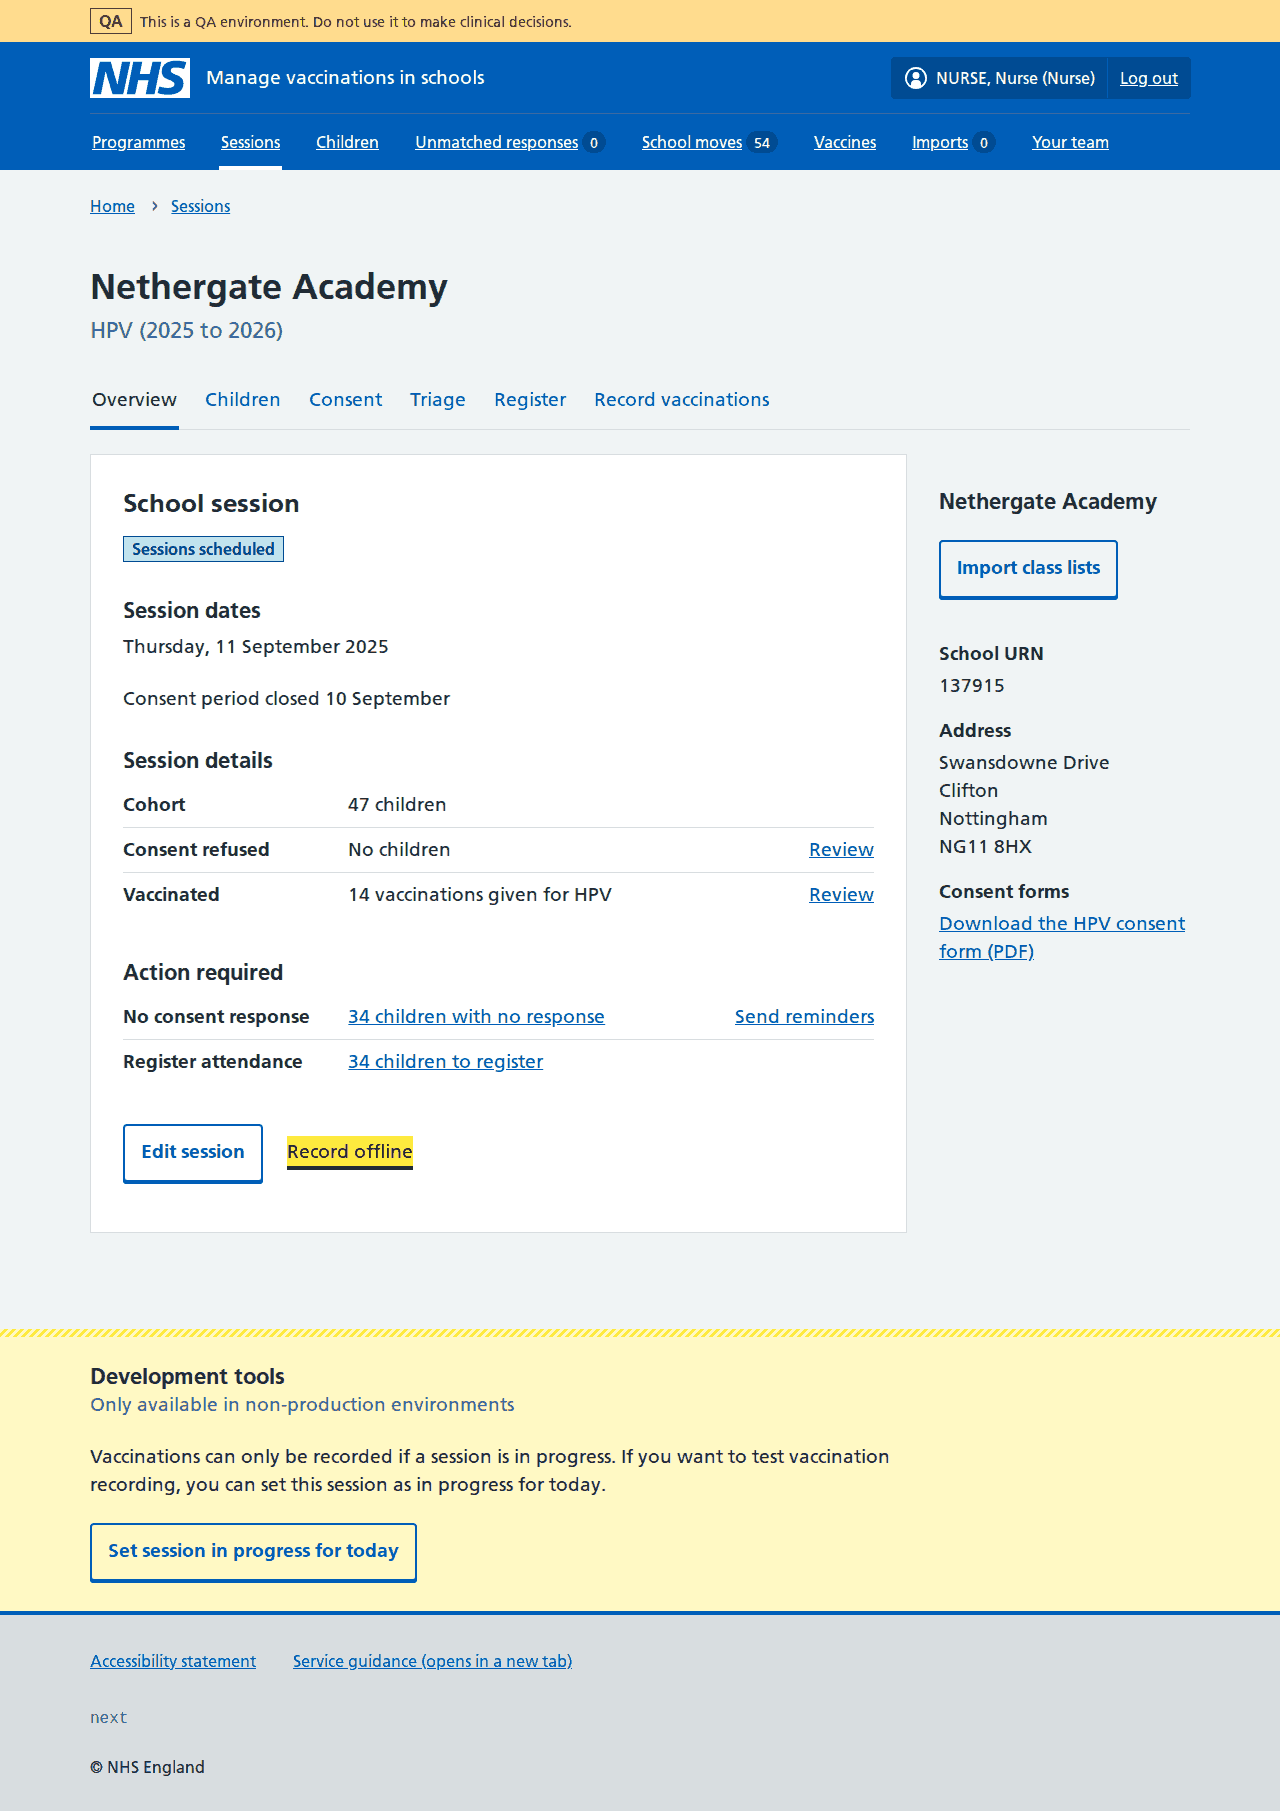 QA This is a QA environment. Do not use it to make clinical decisions.
NHS Manage vaccinations in schools NURSE, Nurse (Nurse) Log out
Programmes Sessions Children Unmatched responses 0 School moves 54 Vaccines Imports 0 Your team
Home › Sessions
Nethergate Academy
HPV (2025 to 2026)
Overview Children Consent Triage Register Record vaccinations
School session
Sessions scheduled
Session dates
Thursday, 11 September 2025
Consent period closed 10 September
Session details
Cohort 47 children
Consent refused No children Review
Vaccinated 14 vaccinations given for HPV Review
Action required
No consent response 34 children with no response Send reminders
Register attendance 34 children to register
Edit session Record offline
Nethergate Academy
Import class lists
School URN
137915
Address
Swansdowne Drive
Clifton
Nottingham
NG11 8HX
Consent forms
Download the HPV consent
form (PDF)
Development tools
Only available in non-production environments
Vaccinations can only be recorded if a session is in progress. If you want to test vaccination
recording, you can set this session as in progress for today.
Set session in progress for today
Accessibility statement Service guidance (opens in a new tab)
next
© NHS England